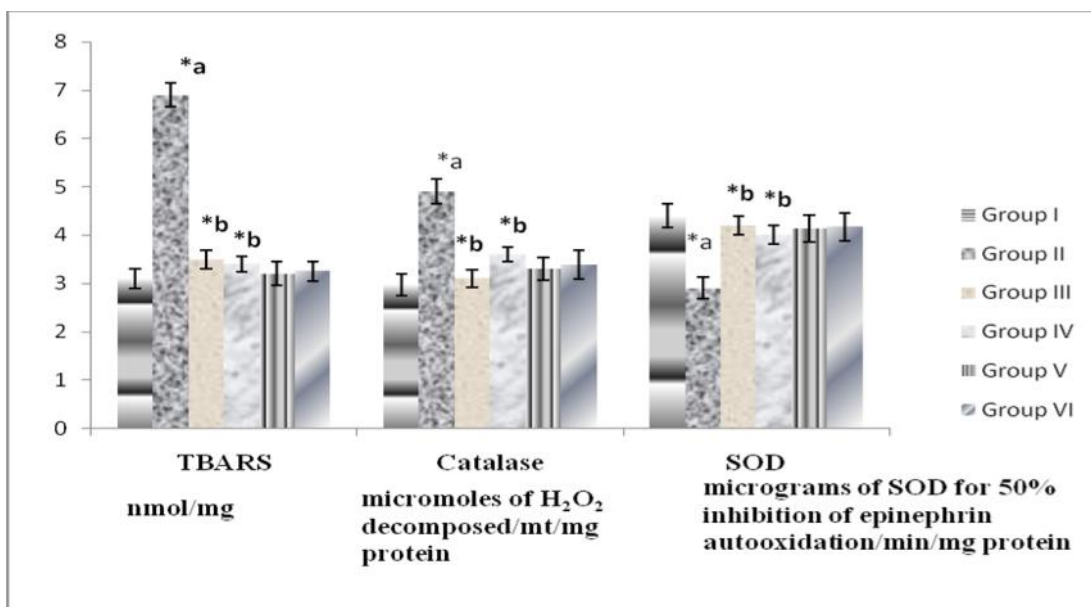 8
7
6
5
4
3
2
1
0
*a
*b
*b
*a
*b
*b
*a
*b
*b
Group I
Group II
Group III
Group IV
Group V
Group VI
TBARS
nmol/mg
Catalase
micromoles of H₂O₂
decomposed/mt/mg
protein
SOD
micrograms of SOD for 50%
inhibition of epinephrin
autooxidation/min/mg protein